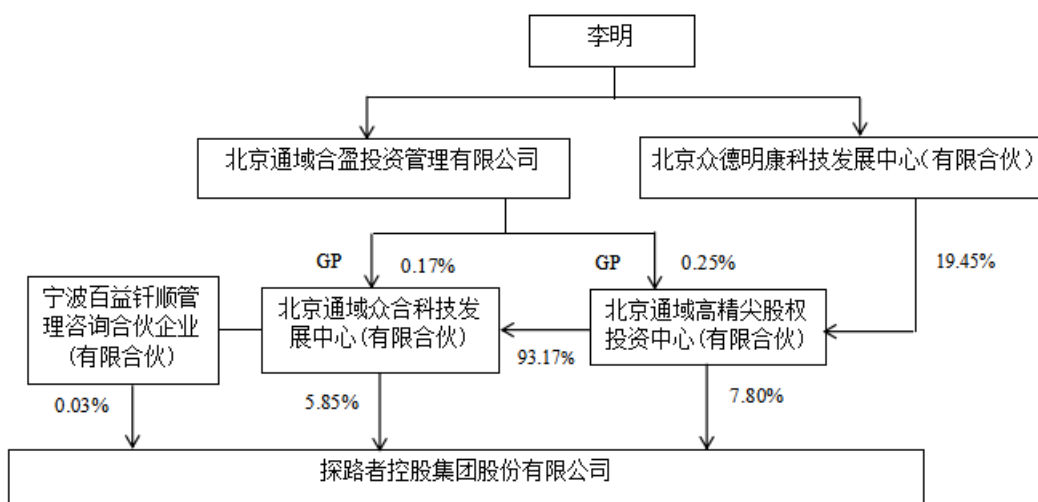 李明
北京通域合盈投资管理有限公司
北京众德明康科技发展中心（有限合伙）
GP
0.17%
GP
0.25%
19.45%
宁波百益钎顺管
理咨询合伙企业
(有限合伙)
北京通域众合科技发
展中心(有限合伙)
北京通域高精尖股权
投资中心(有限合伙)
93.17%
0.03%
5.85%
7.80%
探路者控股集团股份有限公司